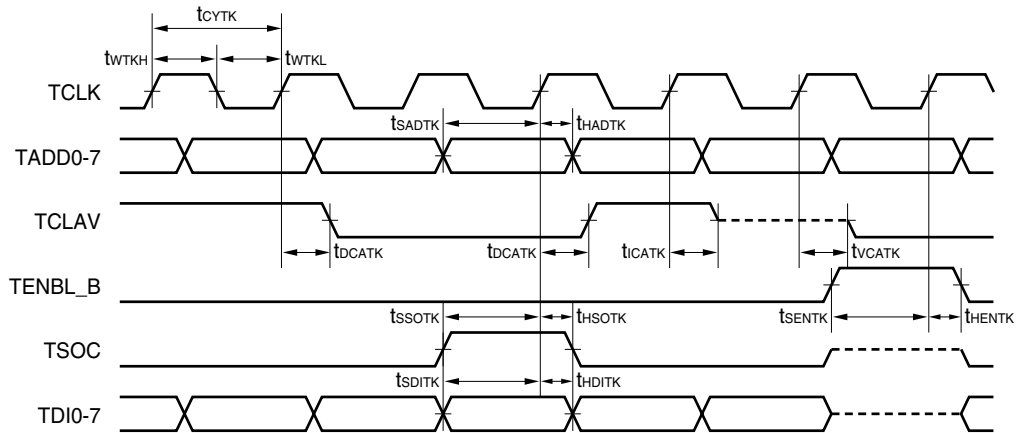 tCYTK
tWTKH tWTKL
TCLK
tSADTK tHADTK
TADD0-7
TCLAV
tDCATK tDCATK tICATK tVCATK
TENBL_B
tSSOTK tHSOTK tSENTK tHENTK
TSOC
tSDITK tHDITK
TDI0-7